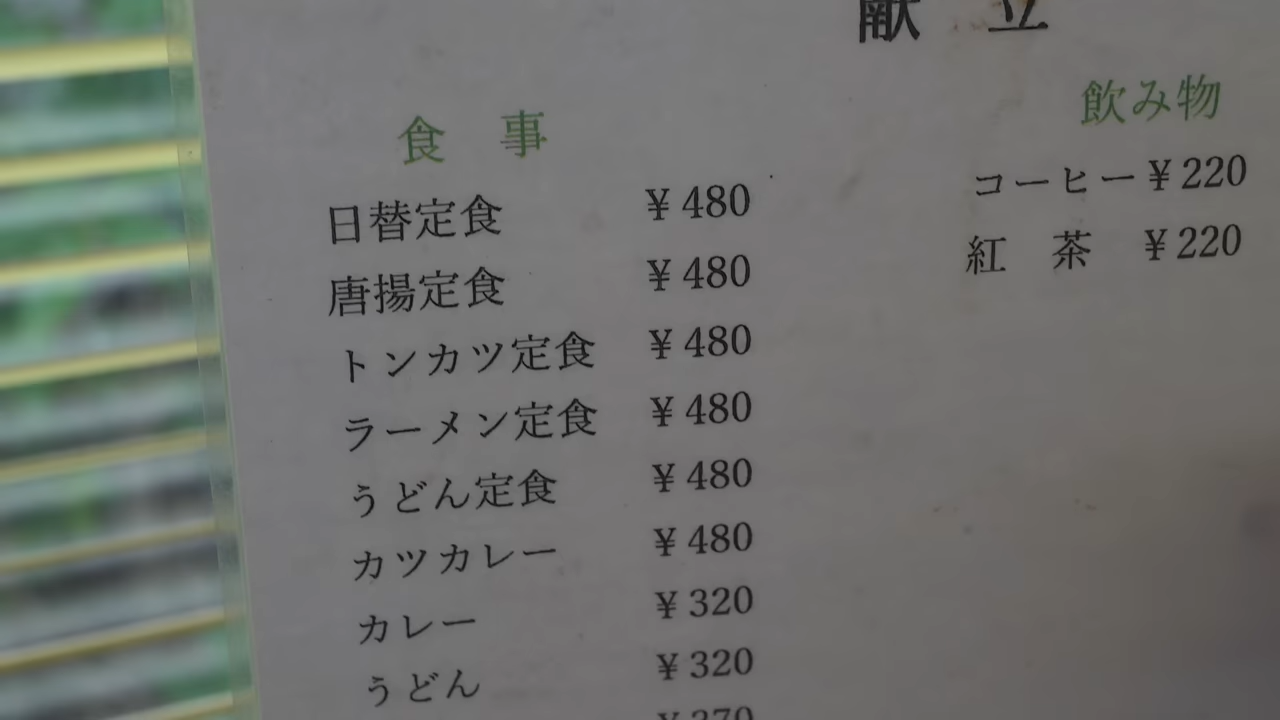 献 立
食 事
日替定食 ¥480
唐揚定食 ¥480
トンカツ定食 ¥480
ラーメン定食 ¥480
うどん定食 ¥480
カツカレー ¥480
カレー ¥320
うどん ¥320
飲み物
コーヒー ¥220
紅 茶 ¥220